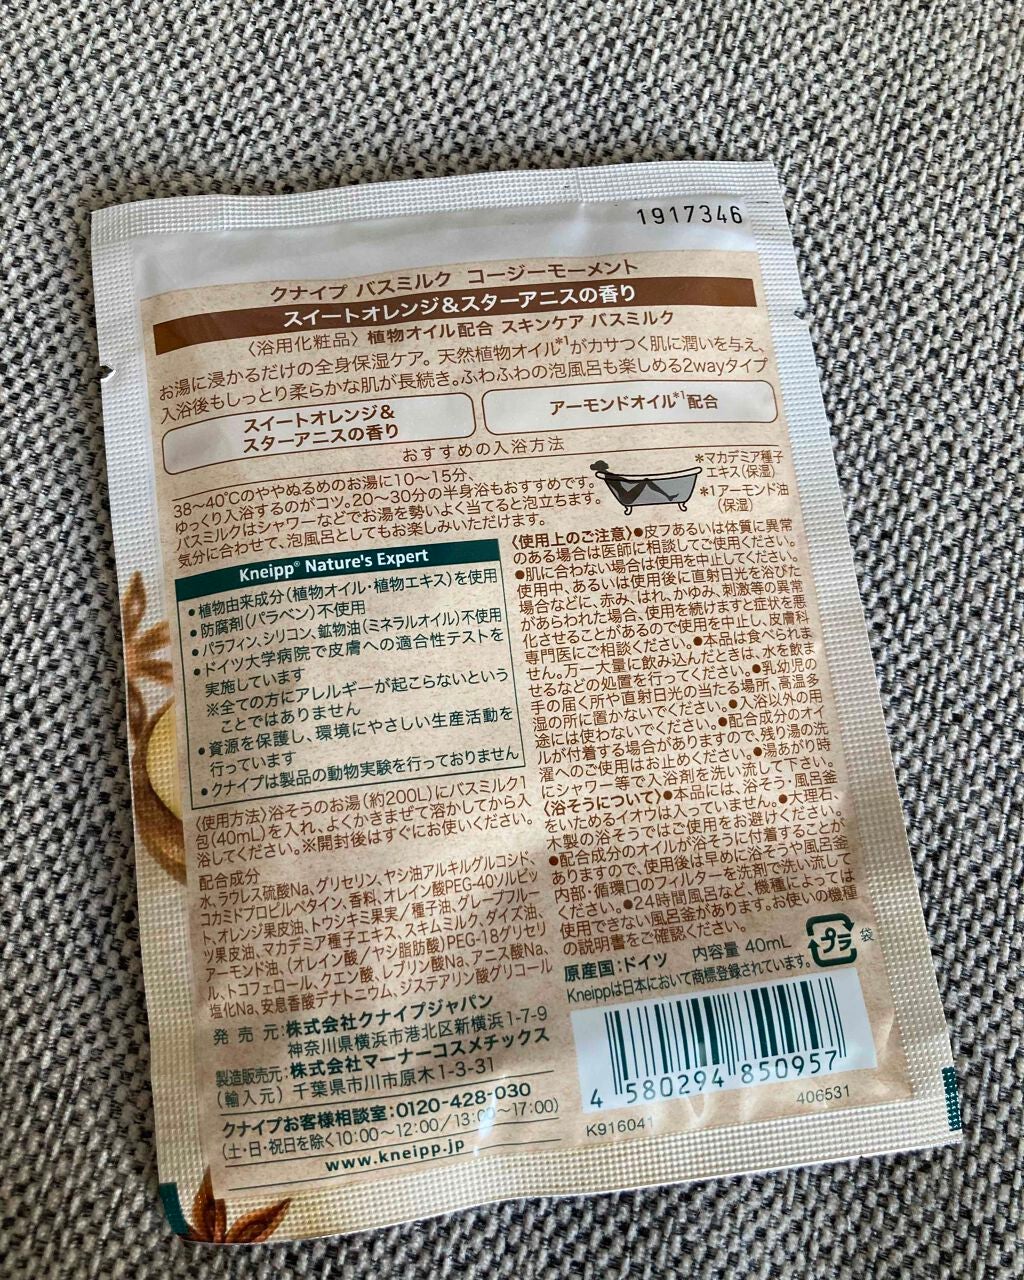 1917346
クナイプ バスミルク コージーモーメント
スイートオレンジ&スターアニスの香り
〈浴用化粧品〉植物オイル配合 スキンケア バスミルク
お湯に浸かるだけの全身保湿ケア。天然植物オイル*1がカサつく肌に潤いを与え、
入浴後もしっとり柔らかな肌が長続き。ふわふわの泡風呂も楽しめる2wayタイプ
スイートオレンジ&
スターアニスの香り
アーモンドオイル*1配合
おすすめの入浴方法
38〜40℃のややぬるめのお湯に10〜15分、
ゆっくり入浴するのがコツ。20〜30分の半身浴もおすすめです。
バスミルクはシャワーなどでお湯を勢いよく当てると泡立ちます。
気分に合わせて、泡風呂としてもお楽しみいただけます。
*マカデミア種子
エキス(保湿)
*1アーモンド油
(保湿)
Kneipp® Nature's Expert
●植物由来成分(植物オイル・植物エキス)を使用
●防腐剤(パラベン)不使用
●パラフィン、シリコン、鉱物油(ミネラルオイル)不使用
●ドイツ大学病院で皮膚への適合性テストを
実施しています
※全ての方にアレルギーが起こらないという
ことではありません
●資源を保護し、環境にやさしい生産活動を
行っています
●クナイプは製品の動物実験を行っておりません
〈使用方法〉浴そうのお湯(約200L)にバスミルク1
包(40mL)を入れ、よくかきまぜて溶かしてから入
浴してください。※開封後はすぐにお使いください。
配合成分
水、ラウレス硫酸Na、グリセリン、ヤシ油アルキルグルコシド、
コカミドプロピルベタイン、香料、オレイン酸PEG-40ソルビッ
ト、オレンジ果皮油、トウシキミ果実/種子油、グレープフルー
ツ果皮油、マカデミア種子エキス、スキムミルク、ダイズ油、
アーモンド油、(オレイン酸/ヤシ脂肪酸)PEG-18グリセリ
ル、トコフェロール、クエン酸、レブリン酸Na、アニス酸Na、
塩化Na、安息香酸デナトニウム、ジステアリン酸グリコール
発 売 元:株式会社クナイプジャパン
神奈川県横浜市港北区新横浜1-7-9
製造販売元:株式会社マーナーコスメチックス
(輸入元) 千葉県市川市原木1-3-31
クナイプお客様相談室:0120-428-030
(土・日・祝日を除く10:00〜12:00/13:00〜17:00)
www.kneipp.jp
〈使用上のご注意〉●皮フあるいは体質に異常
のある場合は医師に相談してご使用ください。
●肌に合わない場合は使用を中止してください。
使用中、あるいは使用後に直射日光を浴びた
場合などに、赤み、はれ、かゆみ、刺激等の異常
があらわれた場合、使用を続けますと症状を悪
化させることがあるので使用を中止し、皮膚科
専門医にご相談ください。●本品は食べられま
せん。万一大量に飲み込んだときは、水を飲ま
せるなどの処置を行ってください。●乳幼児の
手の届く所や直射日光の当たる場所、高温多
湿の所に置かないでください。●入浴以外の用
途には使わないでください。●配合成分のオイ
ルが付着する場合がありますので、残り湯の洗
濯へのご使用はお止めください。●湯あがり時
にシャワー等で入浴剤を洗い流して下さい。
〈浴そうについて〉●本品には、浴そう、風呂釜
をいためるイオウは入っていません。●大理石
木製の浴そうではご使用をお避けください。
●配合成分のオイルが浴そうに付着することが
ありますので、使用後は早めに浴そうや風呂釜
内部・循環口のフィルターを洗剤で洗い流して
ください。●24時間風呂など、機種によっては
使用できない風呂釜があります。お使いの機種
の説明書をご確認ください。
原産国:ドイツ 内容量 40mL
Kneippは日本において商標登録されています。
プラ 袋
4 580294 850957
K916041
406531